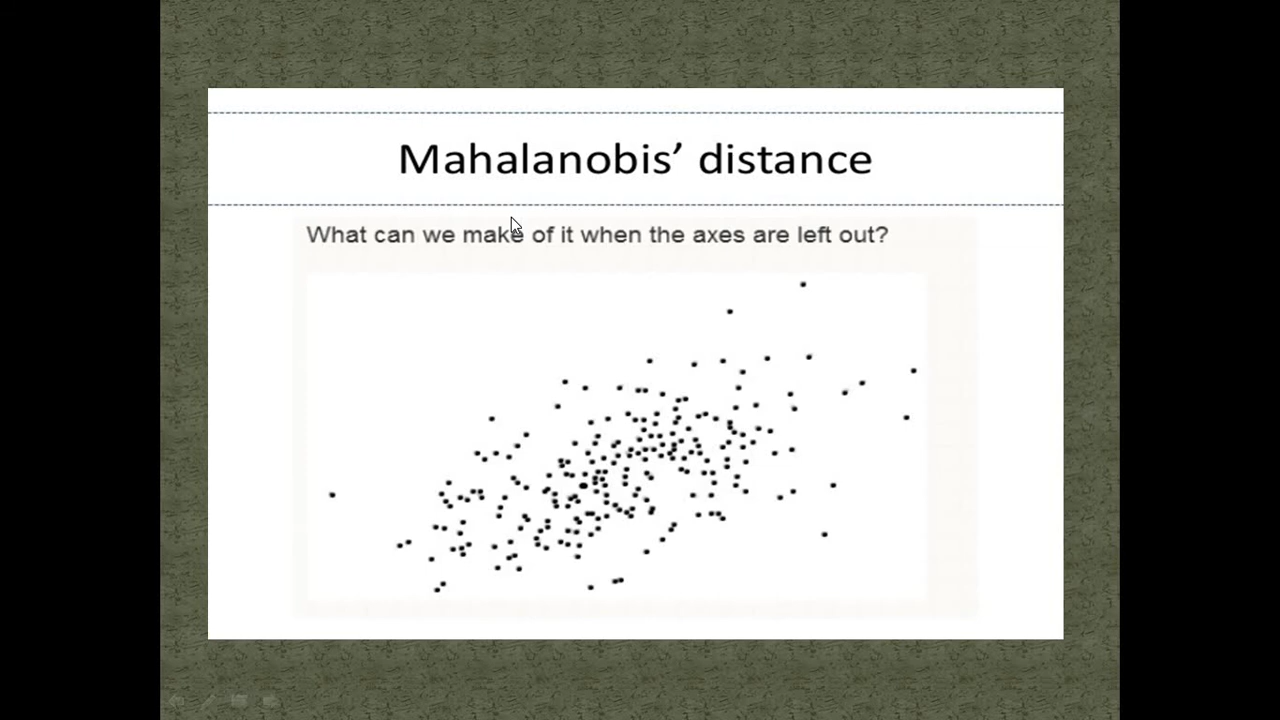 Mahalanobis’ distance
What can we make of it when the axes are left out?